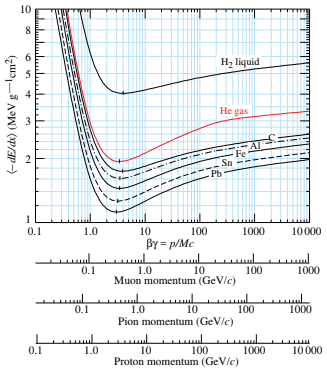 10
8
6
5
4
3
2
1
⟨–dE/dx⟩ (MeV g—1cm2)
H2 liquid
He gas
C
Al
Fe
Sn
Pb
0.1 1.0 10 100 1000 10 000
βγ = p/Mc
0.1 1.0 10 100 1000
Muon momentum (GeV/c)
0.1 1.0 10 100 1000
Pion momentum (GeV/c)
0.1 1.0 10 100 1000 10 000
Proton momentum (GeV/c)